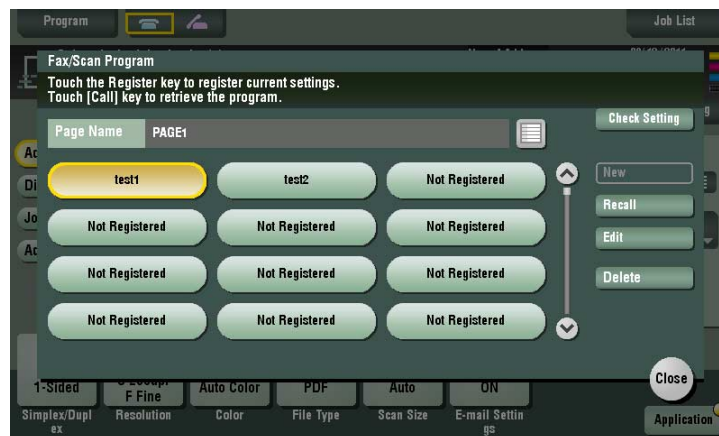 Program
Job List
Fax/Scan Program
Touch the Register key to register current settings.
Touch [Call] key to retrieve the program.
Page Name PAGE1
Check Setting
test1 test2 Not Registered
New
Not Registered Not Registered Not Registered
Recall
Edit
Not Registered Not Registered Not Registered
Delete
Not Registered Not Registered Not Registered
Close
1-Sided
F Fine
Auto Color
PDF
Auto
ON
Simplex/Dupl
ex
Resolution
Color
File Type
Scan Size
E-mail Settin
gs
Application